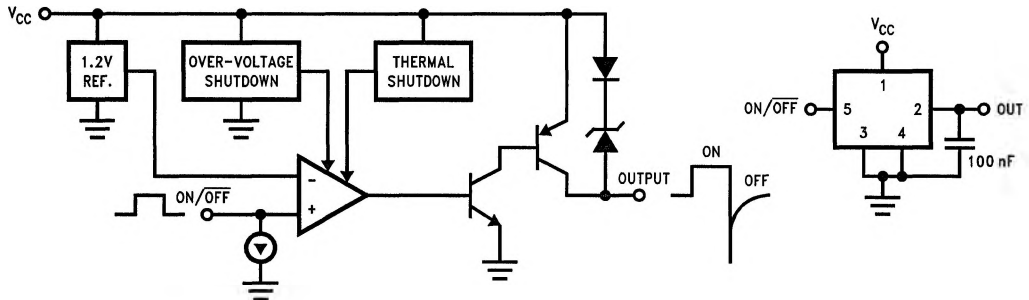 VCC
1.2V
REF.
OVER-VOLTAGE
SHUTDOWN
THERMAL
SHUTDOWN
ON/OFF
-
+
OUTPUT
ON
OFF
VCC
1
ON/OFF
5
2
OUT
3
4
100 nF